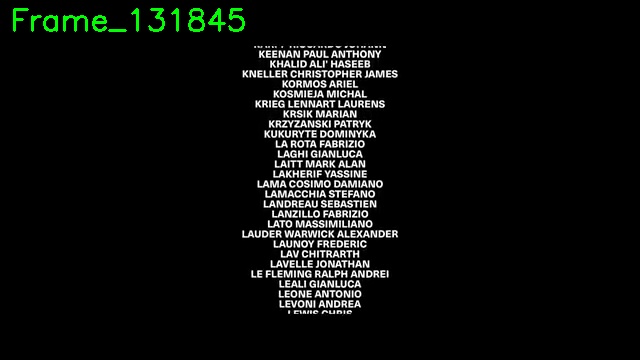 Frame_131845
KEENAN PAUL ANTHONY
KHALID ALI' HASEEB
KNELLER CHRISTOPHER JAMES
KORMOS ARIEL
KOSMIEJA MICHAL
KRIEG LENNART LAURENS
KRSIK MARIAN
KRZYZANSKI PATRYK
KUKURYTE DOMINYKA
LA ROTA FABRIZIO
LAGHI GIANLUCA
LAITT MARK ALAN
LAKHERIF YASSINE
LAMA COSIMO DAMIANO
LAMACCHIA STEFANO
LANDREAU SEBASTIEN
LANZILLO FABRIZIO
LATO MASSIMILIANO
LAUDER WARWICK ALEXANDER
LAUNOY FREDERIC
LAV CHITRARTH
LAVELLE JONATHAN
LE FLEMING RALPH ANDREI
LEALI GIANLUCA
LEONE ANTONIO
LEVONI ANDREA
LEWIS CHRIS